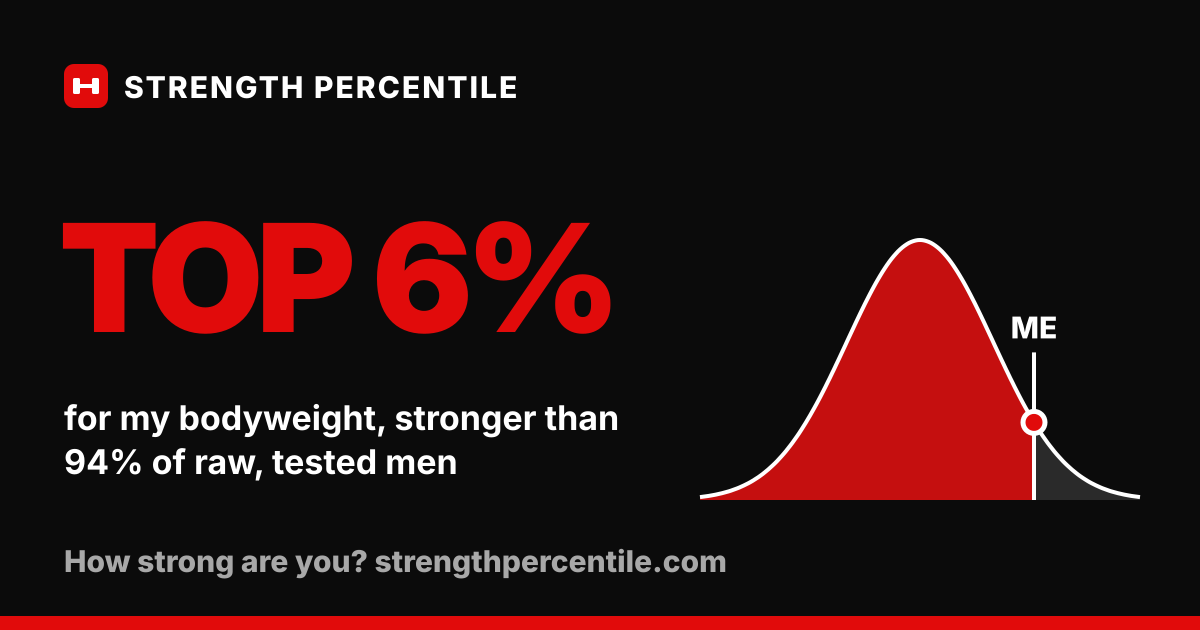 STRENGTH PERCENTILE
TOP 6%
ME
for my bodyweight, stronger than
94% of raw, tested men
How strong are you? strengthpercentile.com